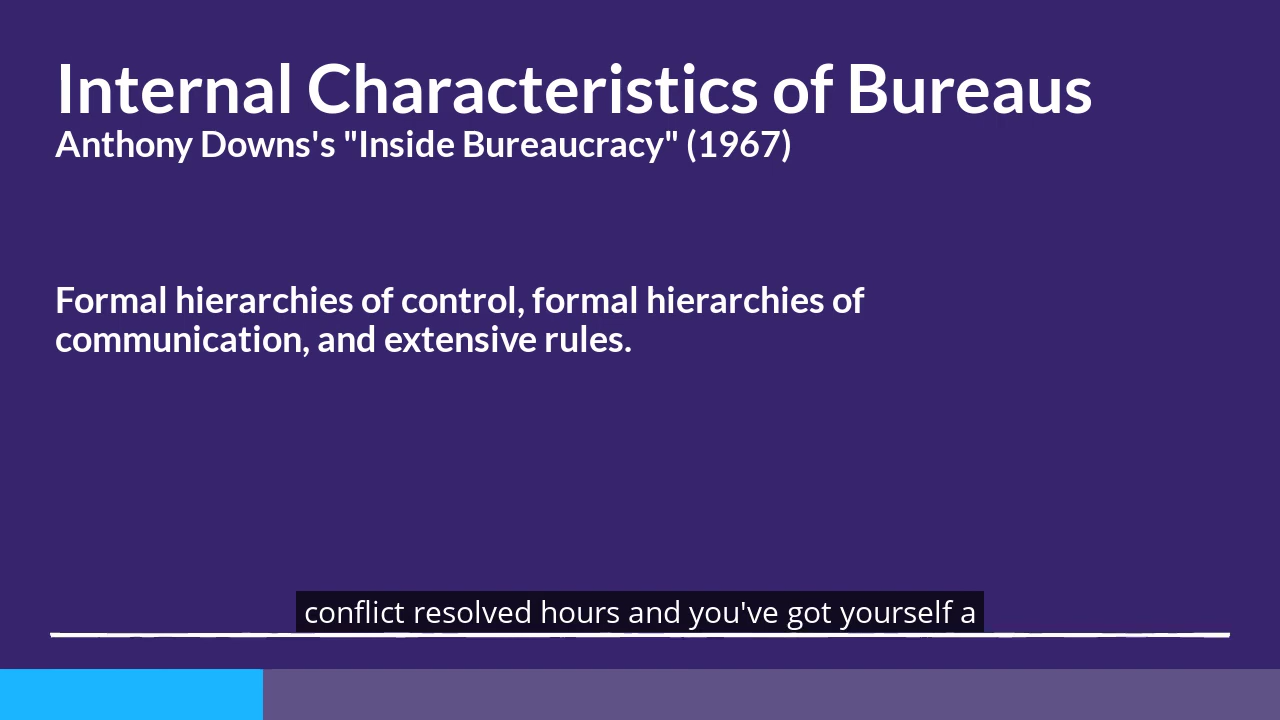 Internal Characteristics of Bureaus
Anthony Downs's "Inside Bureaucracy" (1967)
Formal hierarchies of control, formal hierarchies of
communication, and extensive rules.
conflict resolved hours and you've got yourself a